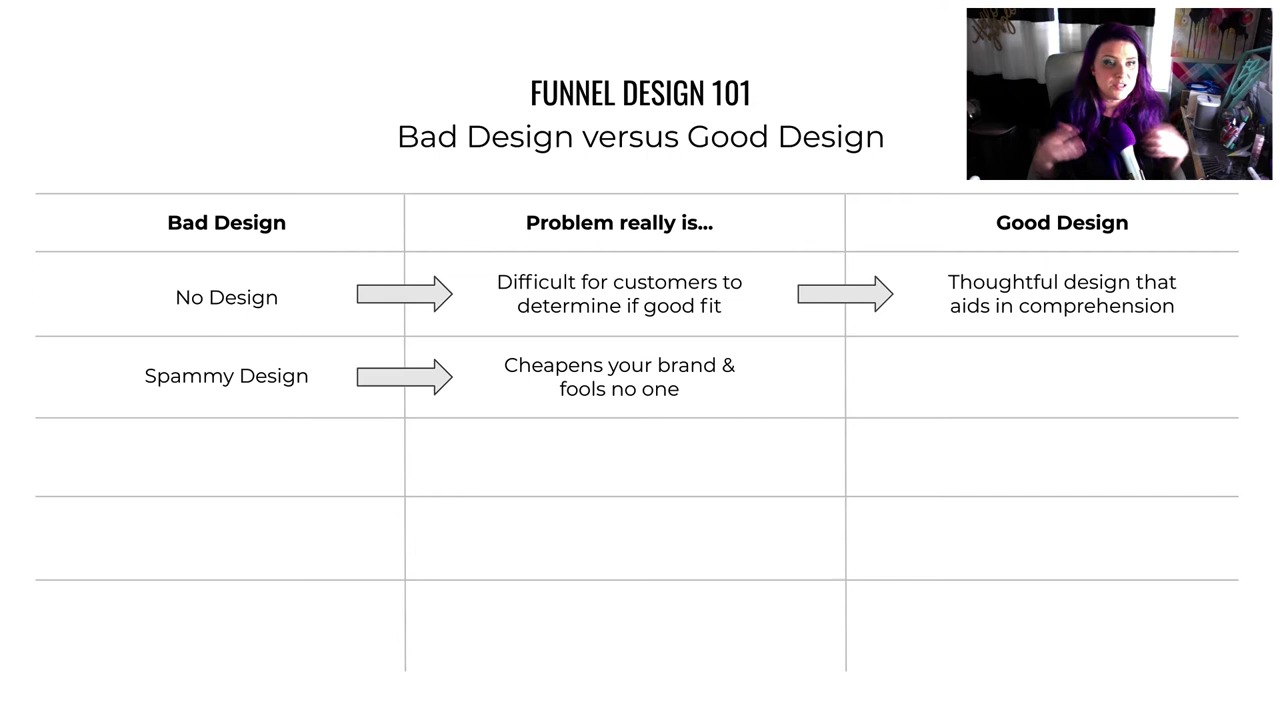 FUNNEL DESIGN 101
Bad Design versus Good Design
Bad Design
Problem really is...
Good Design
No Design
Difficult for customers to
determine if good fit
Thoughtful design that
aids in comprehension
Spammy Design
Cheapens your brand &
fools no one